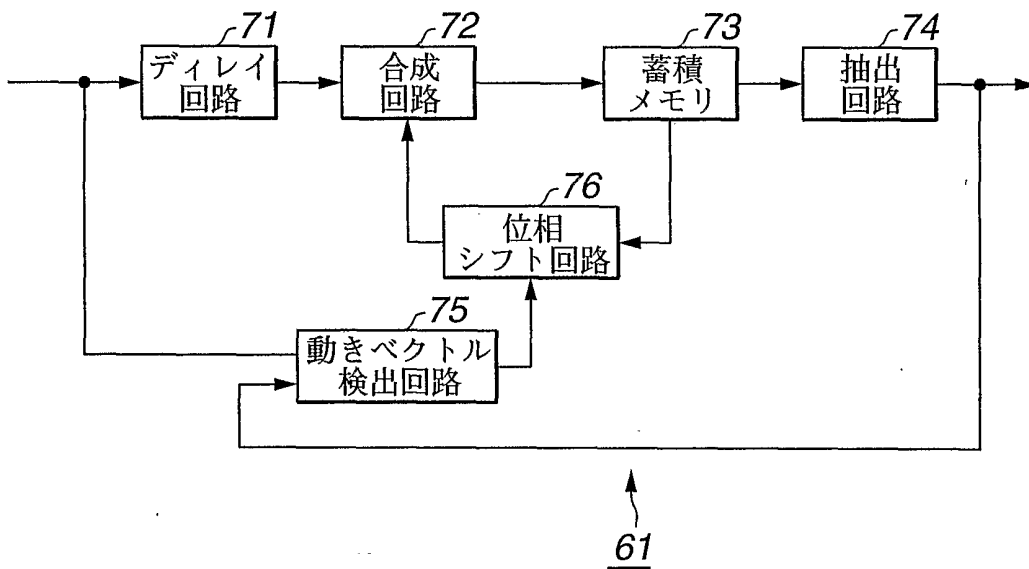 71
ディレイ
回路
72
合成
回路
73
蓄積
メモリ
74
抽出
回路
76
位相
シフト回路
75
動きベクトル
検出回路
61